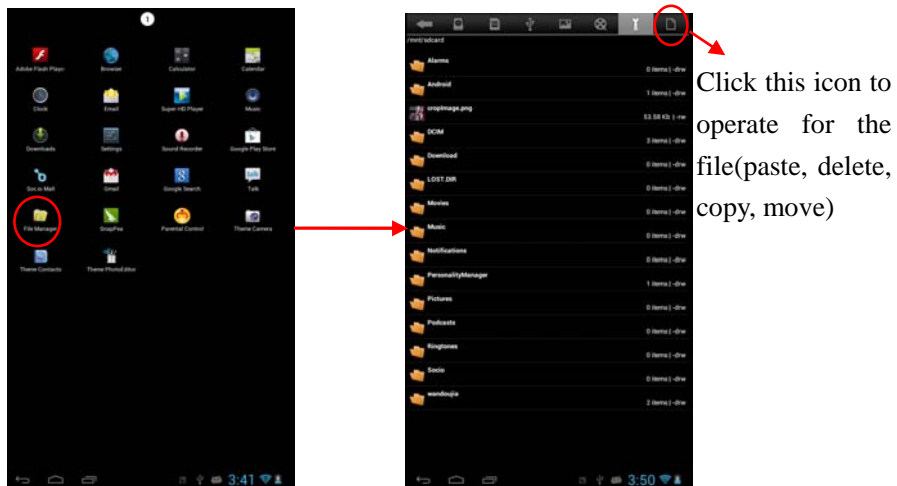 1
Adobe Flash Player
Browser
Calculator
Calendar
Clock
Email
Super HD Player
Music
Downloads
Settings
Sound Recorder
Google Play Store
Soc.io Mail
Gmail
Google Search
Talk
talk
8
File Manager
SnapPea
Parental Control
Theme Camera
Theme Contacts
Theme PhotoEditor
3:41
/mnt/sdcard
Alarms
0 items | -drw
Android
1 items | -drw
cropImage.png
53.58 Kb | -rw
DCIM
3 items | -drw
Download
0 items | -drw
LOST.DIR
0 items | -drw
Movies
0 items | -drw
Music
0 items | -drw
Notifications
0 items | -drw
PersonalityManager
1 items | -drw
Pictures
0 items | -drw
Podcasts
0 items | -drw
Ringtones
0 items | -drw
Socio
0 items | -drw
wandoujia
2 items | -drw
3:50
Click this icon to
operate for the
file(paste, delete,
copy, move)